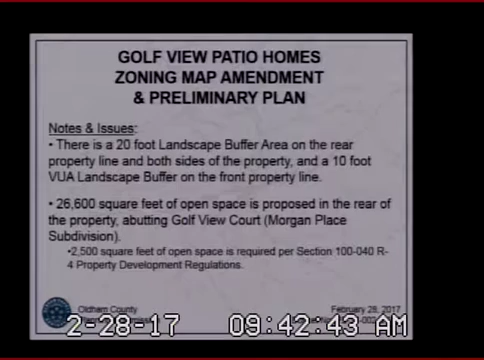 GOLF VIEW PATIO HOMES
ZONING MAP AMENDMENT
& PRELIMINARY PLAN
Notes & Issues:
• There is a 20 foot Landscape Buffer Area on the rear
property line and both sides of the property, and a 10 foot
VUA Landscape Buffer on the front property line.
• 26,600 square feet of open space is proposed in the rear of
the property, abutting Golf View Court (Morgan Place
Subdivision).
•2,500 square feet of open space is required per Section 100-040 R-
4 Property Development Regulations.
Oldham County
February 28, 2017
2-28-17 09:42:43 AM